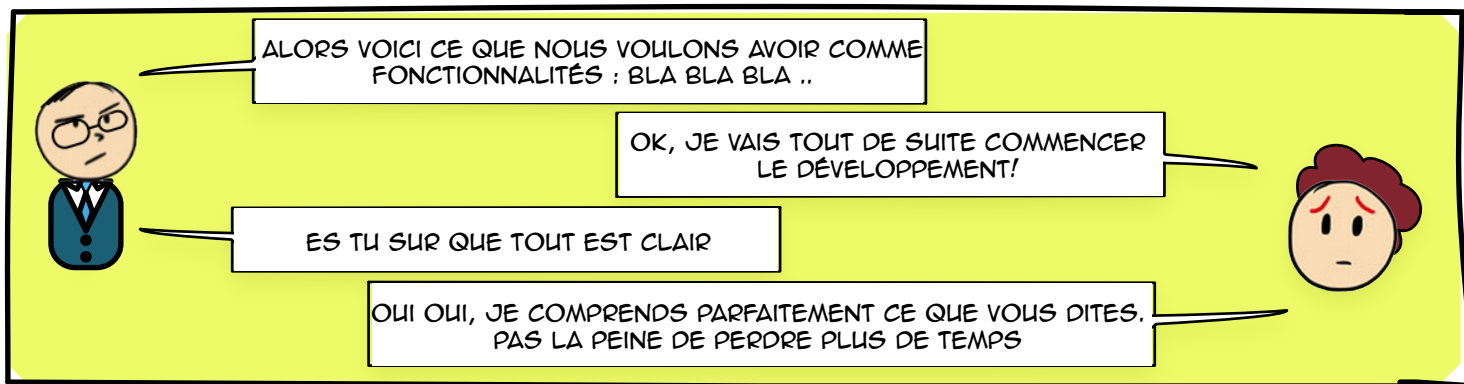 ALORS VOICI CE QUE NOUS VOULONS AVOIR COMME
FONCTIONNALITÉS : BLA BLA BLA ..
OK, JE VAIS TOUT DE SUITE COMMENCER
LE DÉVELOPPEMENT!
ES TU SUR QUE TOUT EST CLAIR
OUI OUI, JE COMPRENDS PARFAITEMENT CE QUE VOUS DITES.
PAS LA PEINE DE PERDRE PLUS DE TEMPS